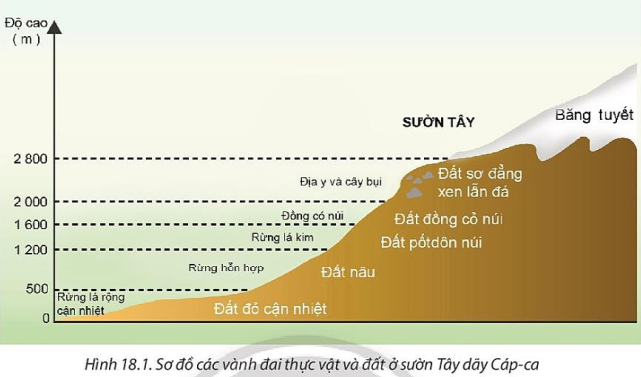 Độ cao
( m )
SƯỜN TÂY
Băng tuyết
2 800
Địa y và cây bụi
Đất sơ đẳng
xen lẫn đá
2 000
Đồng cỏ núi
Đất đồng cỏ núi
1 600
Rừng lá kim
Đất pốtdôn núi
1 200
Rừng hỗn hợp
Đất nâu
500
Rừng lá rộng
cận nhiệt
Đất đỏ cận nhiệt
0
Hình 18.1. Sơ đồ các vành đai thực vật và đất ở sườn Tây dãy Cáp-ca